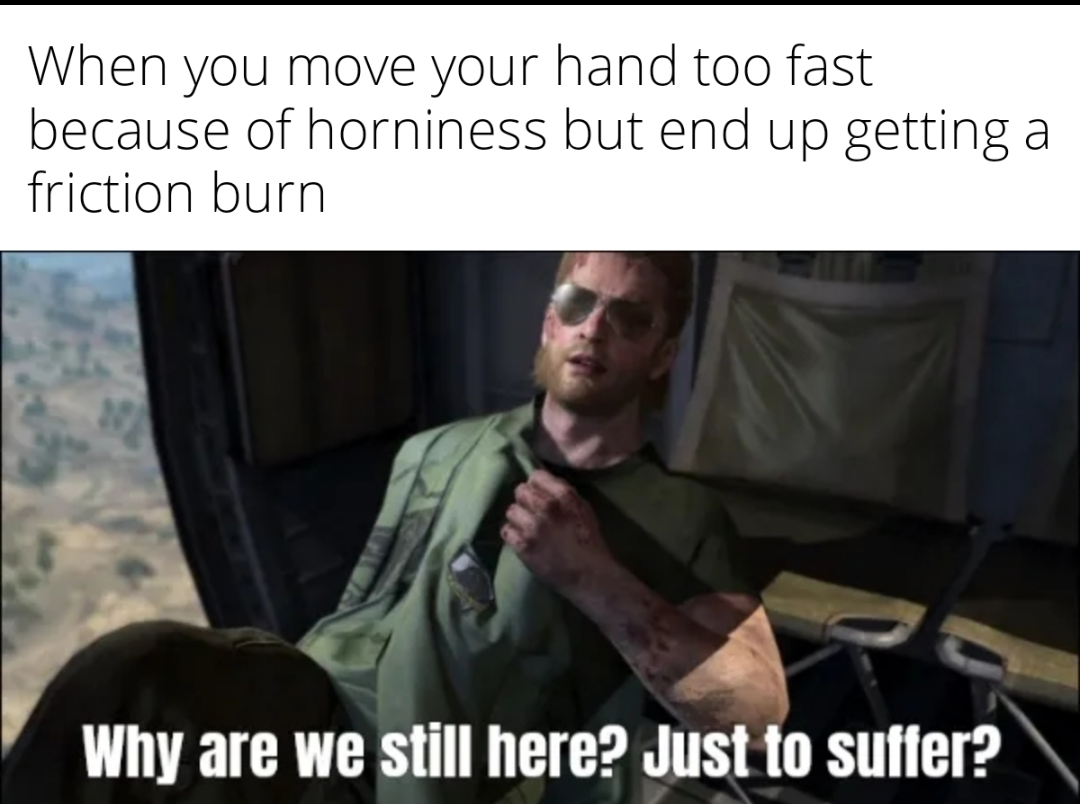 When you move your hand too fast
because of horniness but end up getting a
friction burn
Why are we still here? Just to suffer?